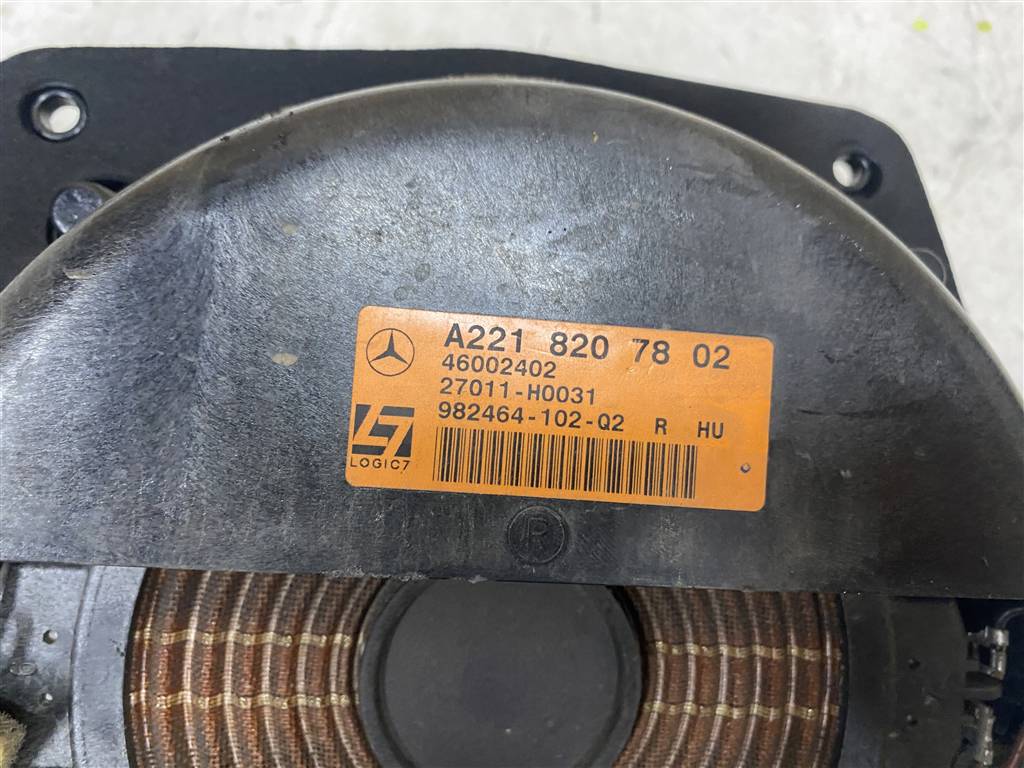 A221 820 78 02
46002402
27011-H0031
982464-102-Q2 R HU
LOGIC7
R